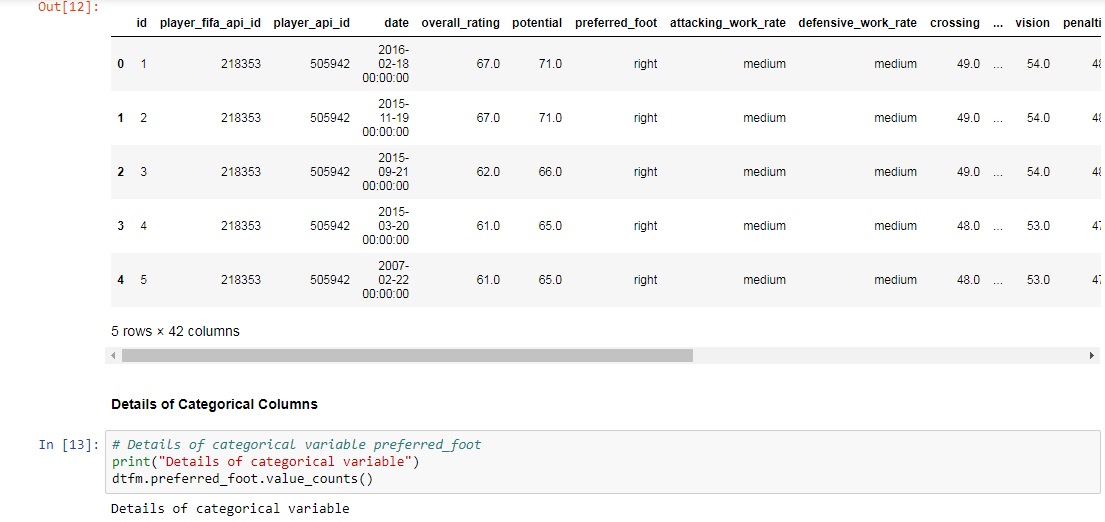 Out[12]:
id player_fifa_api_id player_api_id date overall_rating potential preferred_foot attacking_work_rate defensive_work_rate crossing ... vision penalti
0 1 218353 505942 2016-02-18 00:00:00 67.0 71.0 right medium medium 49.0 ... 54.0 48
1 2 218353 505942 2015-11-19 00:00:00 67.0 71.0 right medium medium 49.0 ... 54.0 48
2 3 218353 505942 2015-09-21 00:00:00 62.0 66.0 right medium medium 49.0 ... 54.0 48
3 4 218353 505942 2015-03-20 00:00:00 61.0 65.0 right medium medium 48.0 ... 53.0 47
4 5 218353 505942 2007-02-22 00:00:00 61.0 65.0 right medium medium 48.0 ... 53.0 47
5 rows × 42 columns
Details of Categorical Columns
In [13]:
# Details of categorical variable preferred_foot
print("Details of categorical variable")
dtfm.preferred_foot.value_counts()
Details of categorical variable